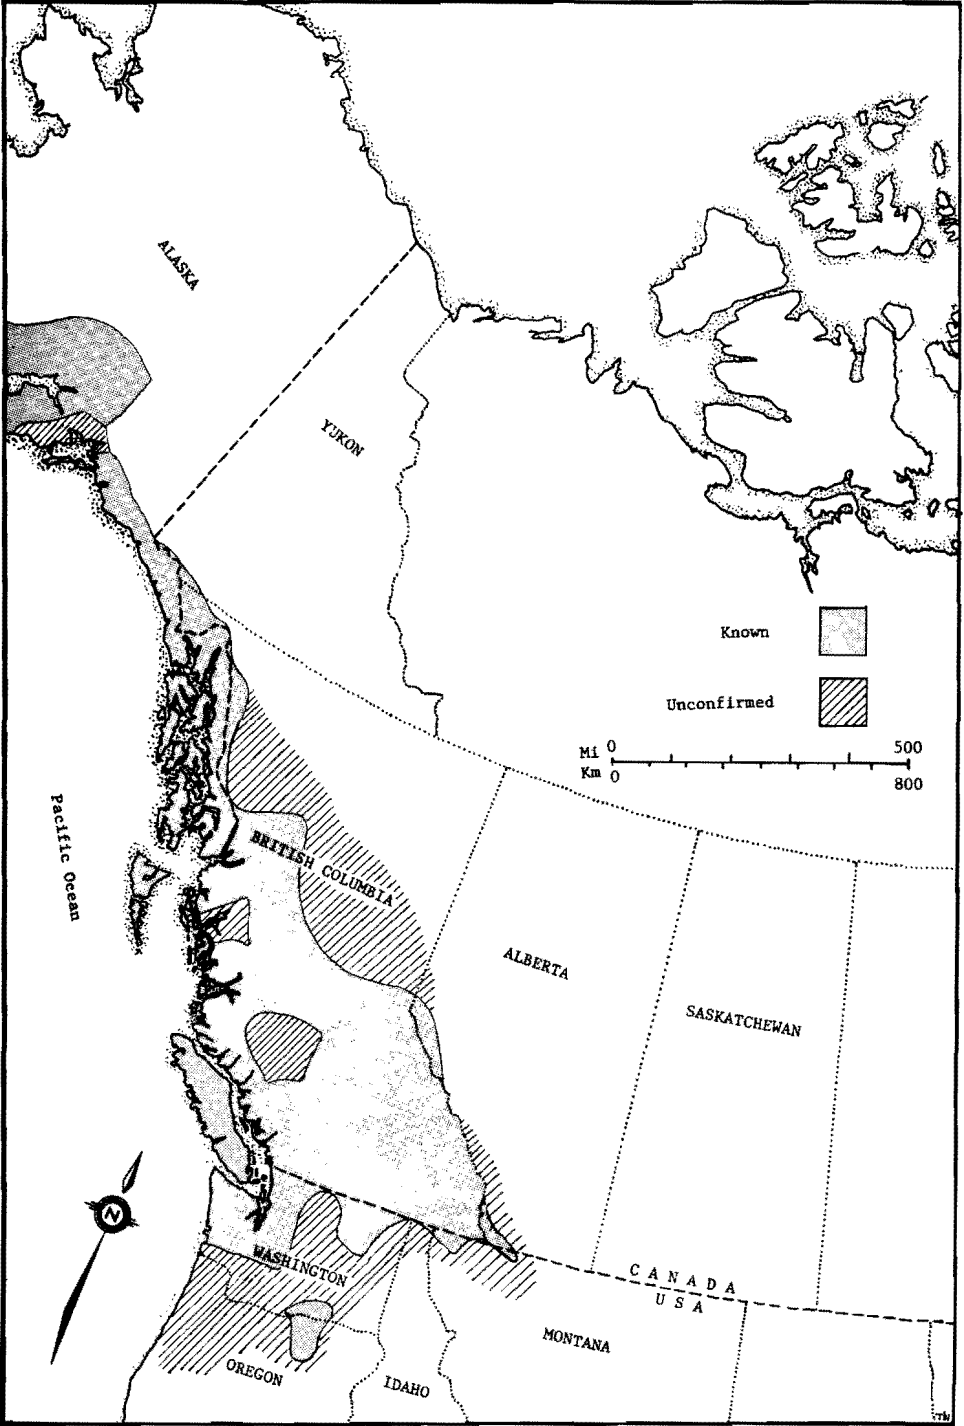 ALASKA
YUKON
Known
Unconfirmed
Mi 0 500
Km 0 800
Pacific Ocean
BRITISH COLUMBIA
ALBERTA
SASKATCHEWAN
N
WASHINGTON
CANADA
USA
MONTANA
OREGON
IDAHO